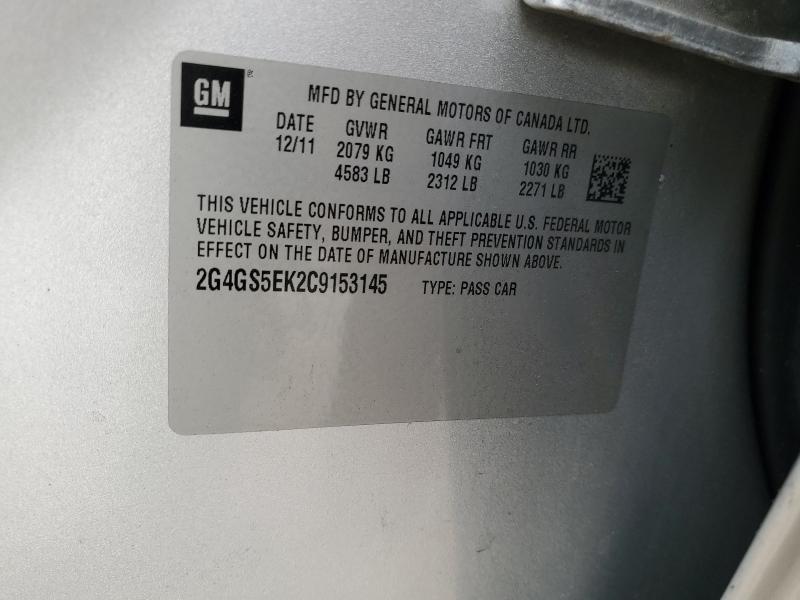 GM®
MFD BY GENERAL MOTORS OF CANADA LTD.
DATE GVWR GAWR FRT GAWR RR
12/11 2079 KG 1049 KG 1030 KG
4583 LB 2312 LB 2271 LB
THIS VEHICLE CONFORMS TO ALL APPLICABLE U.S. FEDERAL MOTOR
VEHICLE SAFETY, BUMPER, AND THEFT PREVENTION STANDARDS IN
EFFECT ON THE DATE OF MANUFACTURE SHOWN ABOVE.
2G4GS5EK2C9153145 TYPE: PASS CAR